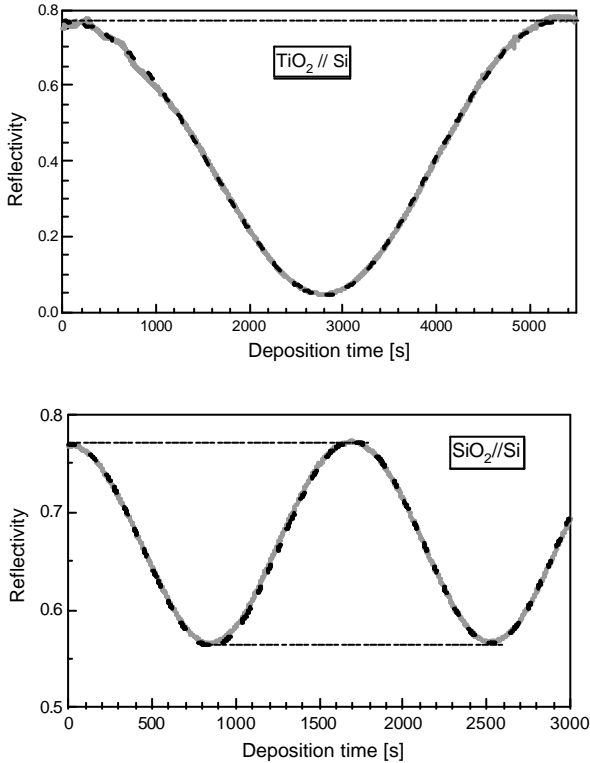 0.8
TiO2 // Si
0.6
Reflectivity
0.4
0.2
0.0
0 1000 2000 3000 4000 5000
Deposition time [s]
0.8
SiO2//Si
0.7
Reflectivity
0.6
0.5
0 500 1000 1500 2000 2500 3000
Deposition time [s]